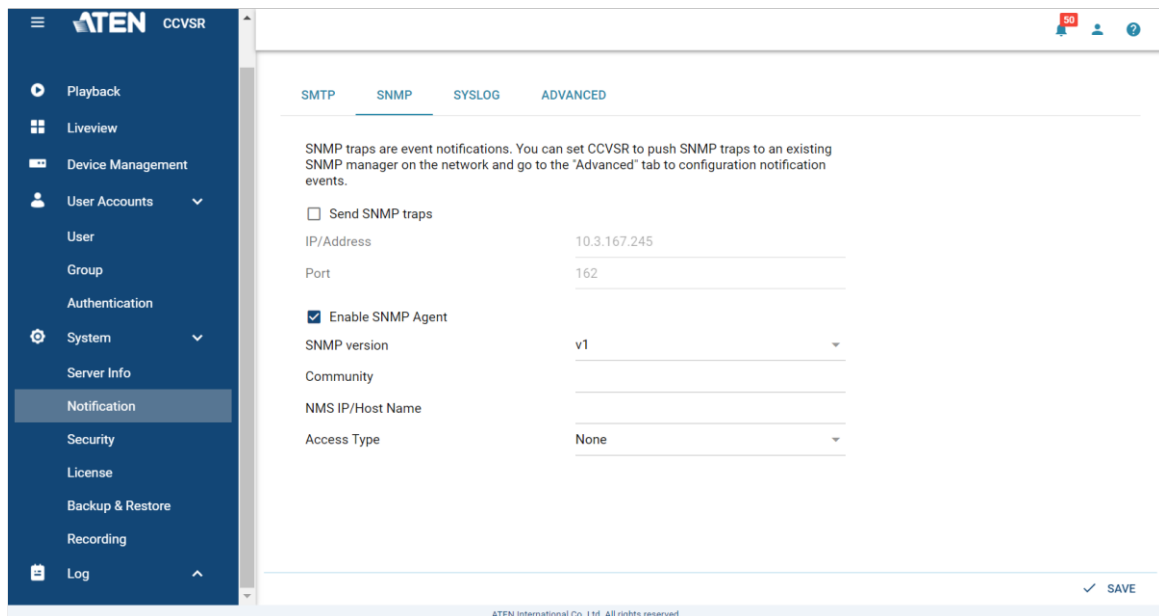 ATEN CCVSR
50
Playback
Liveview
Device Management
User Accounts
User
Group
Authentication
System
Server Info
Notification
Security
License
Backup & Restore
Recording
Log
SMTP SNMP SYSLOG ADVANCED
SNMP traps are event notifications. You can set CCVSR to push SNMP traps to an existing
SNMP manager on the network and go to the "Advanced" tab to configuration notification
events.
Send SNMP traps
IP/Address 10.3.167.245
Port 162
Enable SNMP Agent
SNMP version v1
Community
NMS IP/Host Name
Access Type None
SAVE
ATEN International Co. Ltd. All rights reserved.